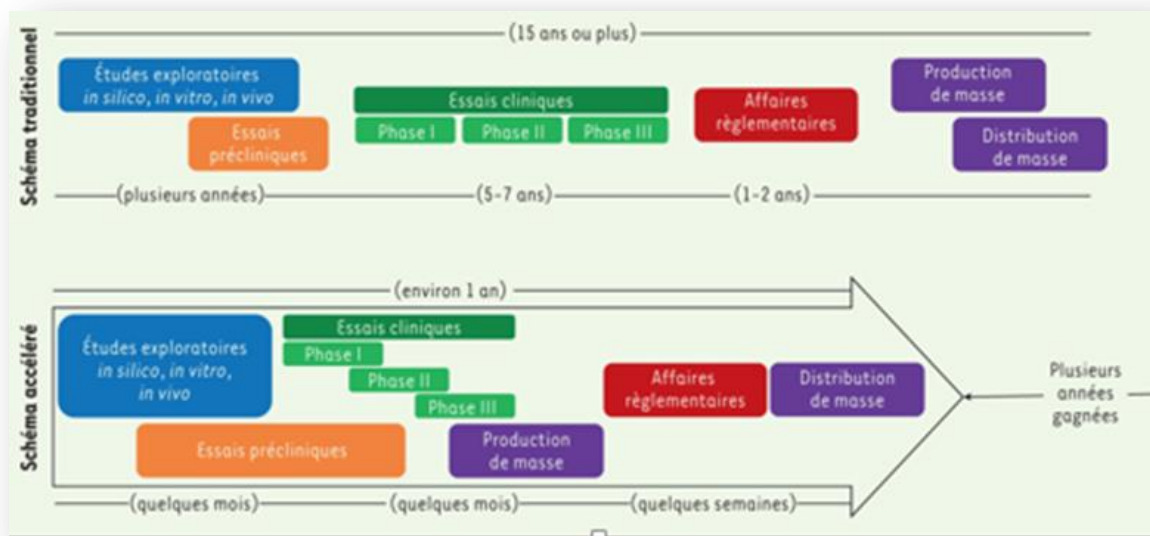 Schéma traditionnel
(15 ans ou plus)
Études exploratoires
in silico, in vitro, in vivo
Essais
précliniques
Essais cliniques
Phase I
Phase II
Phase III
Affaires
règlementaires
Production
de masse
Distribution
de masse
(plusieurs années)
(5-7 ans)
(1-2 ans)
Schéma accéléré
(environ 1 an)
Études exploratoires
in silico, in vitro,
in vivo
Essais précliniques
Essais cliniques
Phase I
Phase II
Phase III
Production
de masse
Affaires
règlementaires
Distribution
de masse
Plusieurs
années
gagnées
(quelques mois)
(quelques mois)
(quelques semaines)